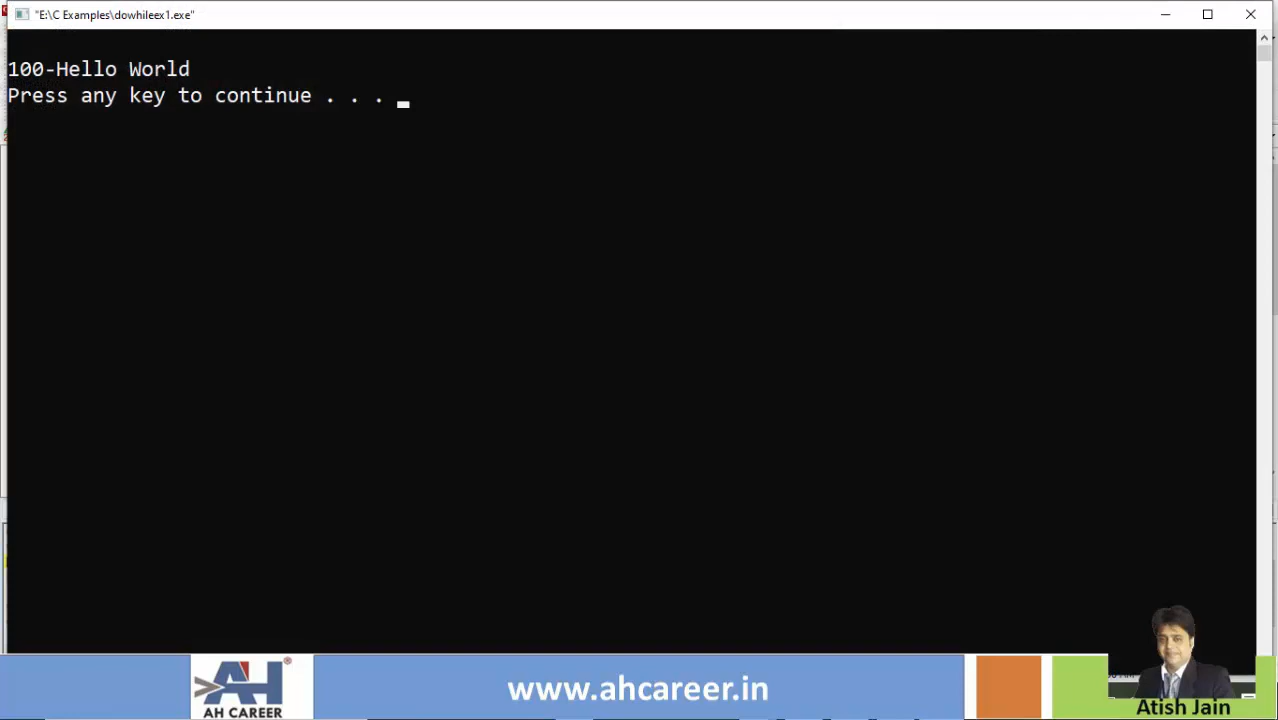 "E:\C Examples\dowhileex1.exe"
100-Hello World
Press any key to continue . . .
www.ahcareer.in
AH CAREER
Atish Jain